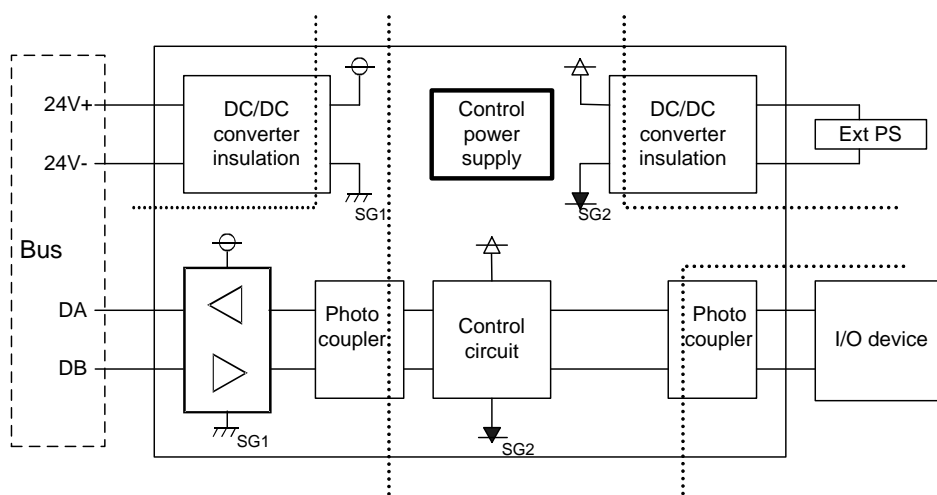 24V+
24V-
Bus
DA
DB
DC/DC
converter
insulation
SG1
Control
power
supply
SG2
DC/DC
converter
insulation
Ext PS
SG1
Photo
coupler
Control
circuit
SG2
Photo
coupler
I/O device